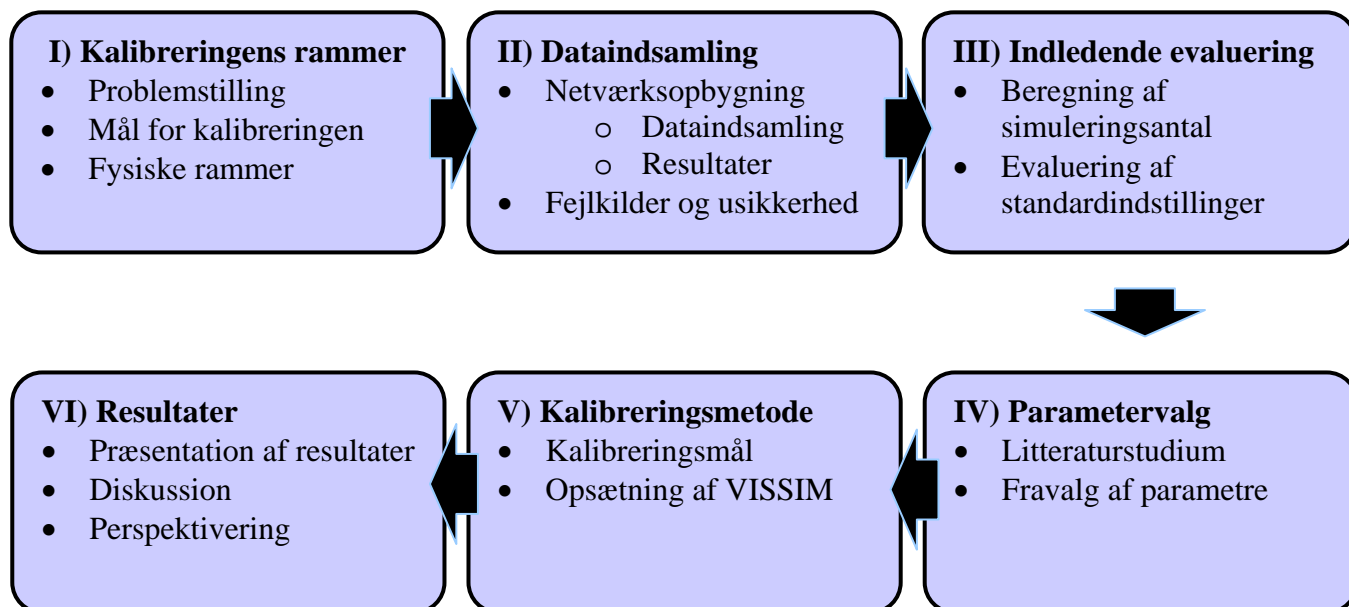 I) Kalibreringens rammer
• Problemstilling
• Mål for kalibreringen
• Fysiske rammer
II) Dataindsamling
• Netværksopbygning
o Dataindsamling
o Resultater
• Fejlkilder og usikkerhed
III) Indledende evaluering
• Beregning af
simuleringsantal
• Evaluering af
standardindstillinger
IV) Parametervalg
• Litteraturstudium
• Fravalg af parametre
V) Kalibreringsmetode
• Kalibreringsmål
• Opsætning af VISSIM
VI) Resultater
• Præsentation af resultater
• Diskussion
• Perspektivering